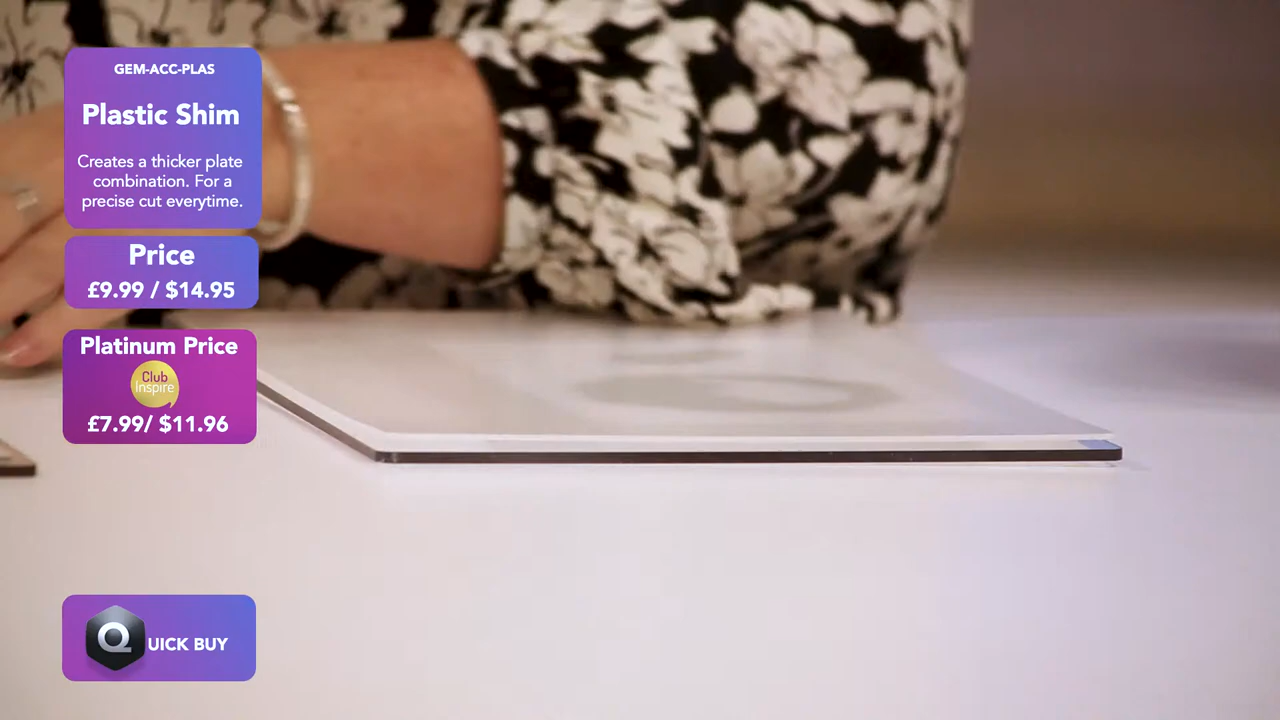 GEM-ACC-PLAS
Plastic Shim
Creates a thicker plate
combination. For a
precise cut everytime.
Price
£9.99 / $14.95
Platinum Price
Club
Inspire
£7.99/ $11.96
QUICK BUY